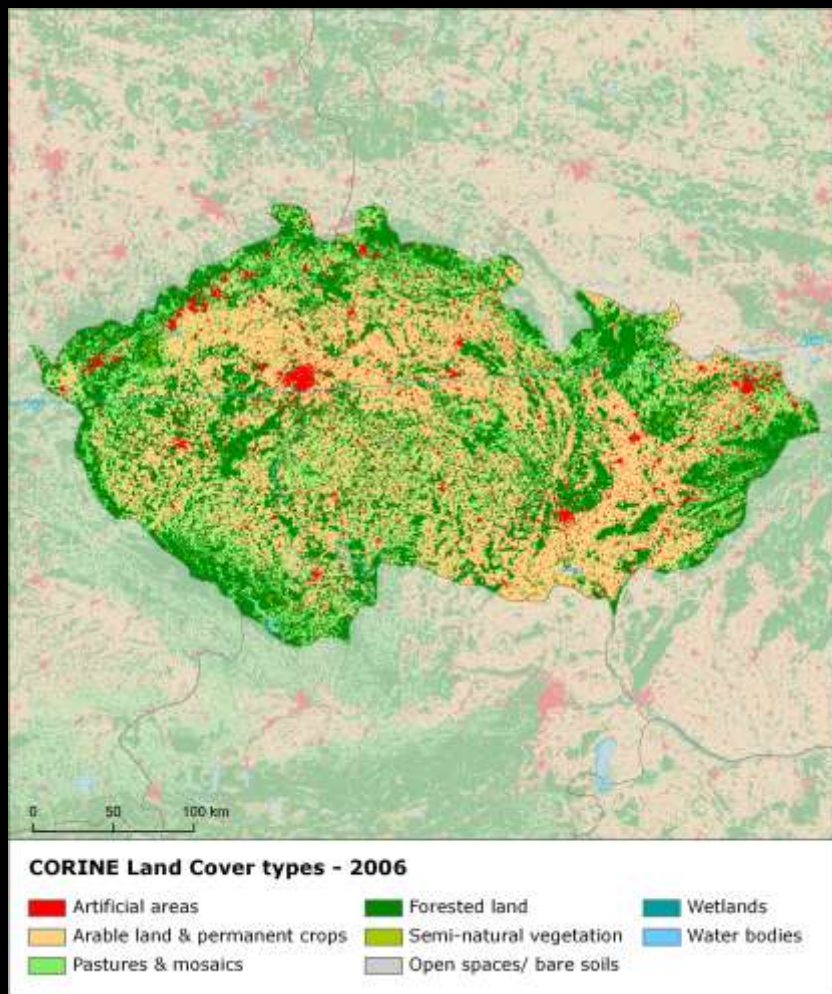 0 50 100 km
CORINE Land Cover types - 2006
Artificial areas
Arable land & permanent crops
Pastures & mosaics
Forested land
Semi-natural vegetation
Open spaces/ bare soils
Wetlands
Water bodies